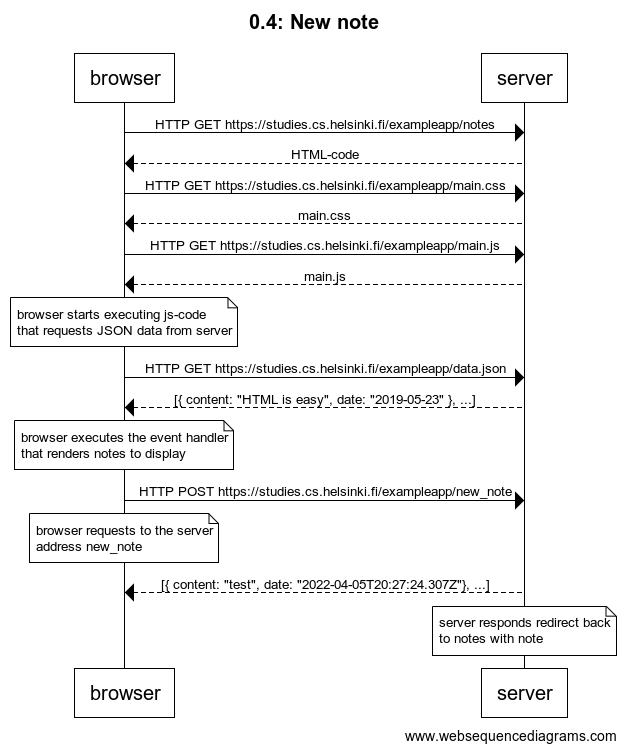 0.4: New note
browser
server
HTTP GET https://studies.cs.helsinki.fi/exampleapp/notes
HTML-code
HTTP GET https://studies.cs.helsinki.fi/exampleapp/main.css
main.css
HTTP GET https://studies.cs.helsinki.fi/exampleapp/main.js
main.js
browser starts executing js-code
that requests JSON data from server
HTTP GET https://studies.cs.helsinki.fi/exampleapp/data.json
[{ content: "HTML is easy", date: "2019-05-23" }, ...]
browser executes the event handler
that renders notes to display
HTTP POST https://studies.cs.helsinki.fi/exampleapp/new_note
browser requests to the server
address new_note
[{ content: "test", date: "2022-04-05T20:27:24.307Z"}, ...]
server responds redirect back
to notes with note
browser
server
www.websequencediagrams.com